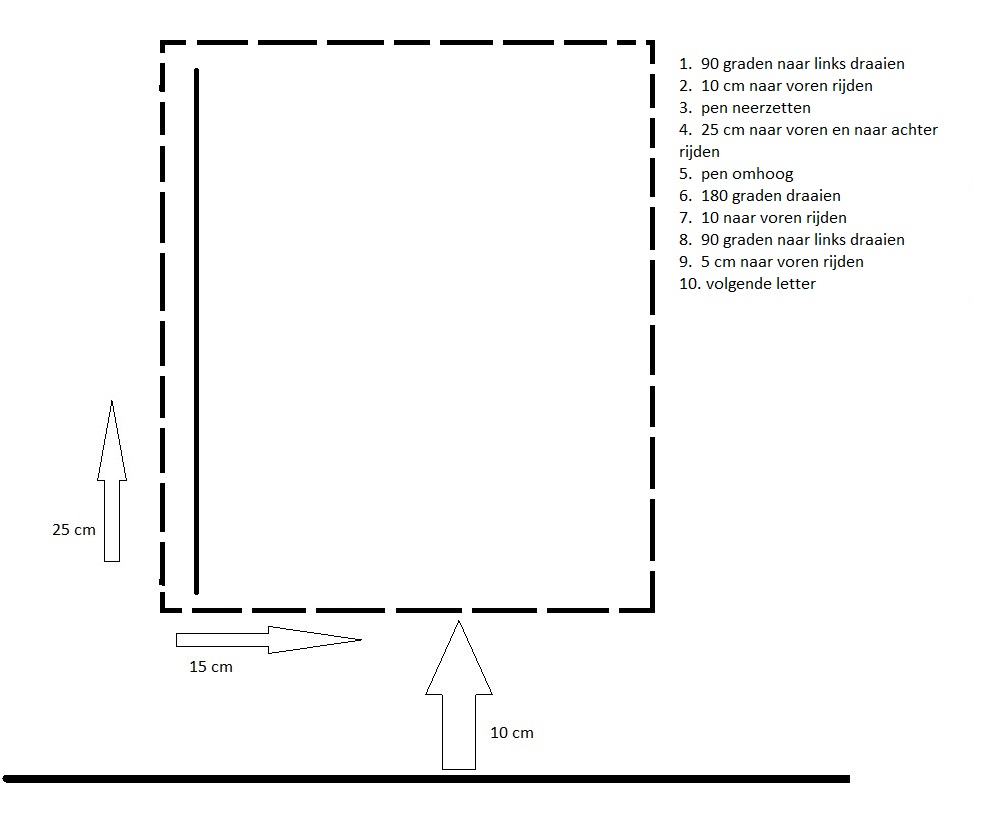 1. 90 graden naar links draaien
2. 10 cm naar voren rijden
3. pen neerzetten
4. 25 cm naar voren en naar achter
rijden
5. pen omhoog
6. 180 graden draaien
7. 10 naar voren rijden
8. 90 graden naar links draaien
9. 5 cm naar voren rijden
10. volgende letter
25 cm
15 cm
10 cm